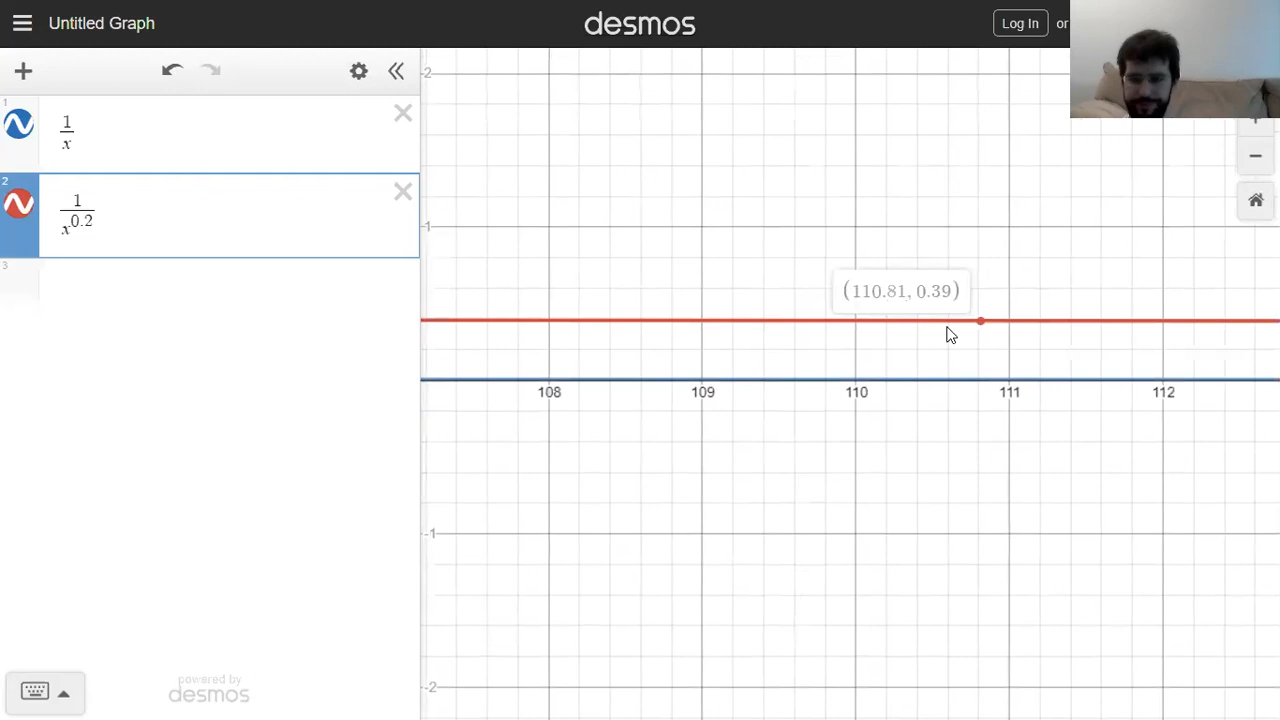 Untitled Graph
desmos
Log In or
1
1
x
2
1
x^0.2
3
2
1
(110.81, 0.39)
108 109 110 111 112
-1
-2
powered by
desmos